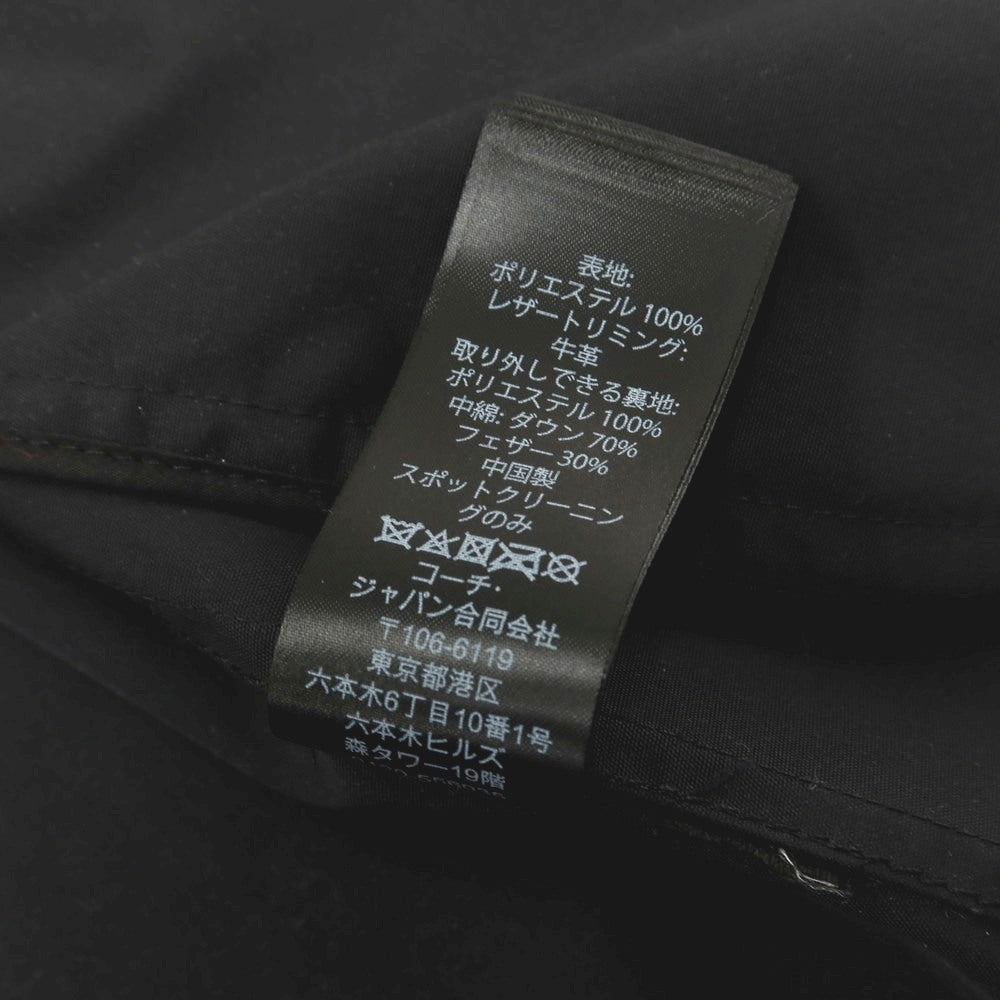 表地:
ポリエステル 100%
レザートリミング:
牛革
取り外しできる裏地:
ポリエステル 100%
中綿: ダウン 70%
フェザー 30%
中国製
スポットクリーニン
グのみ
コーチ・
ジャパン合同会社
〒106-6119
東京都港区
六本木6丁目10番1号
六本木ヒルズ
森タワー19階